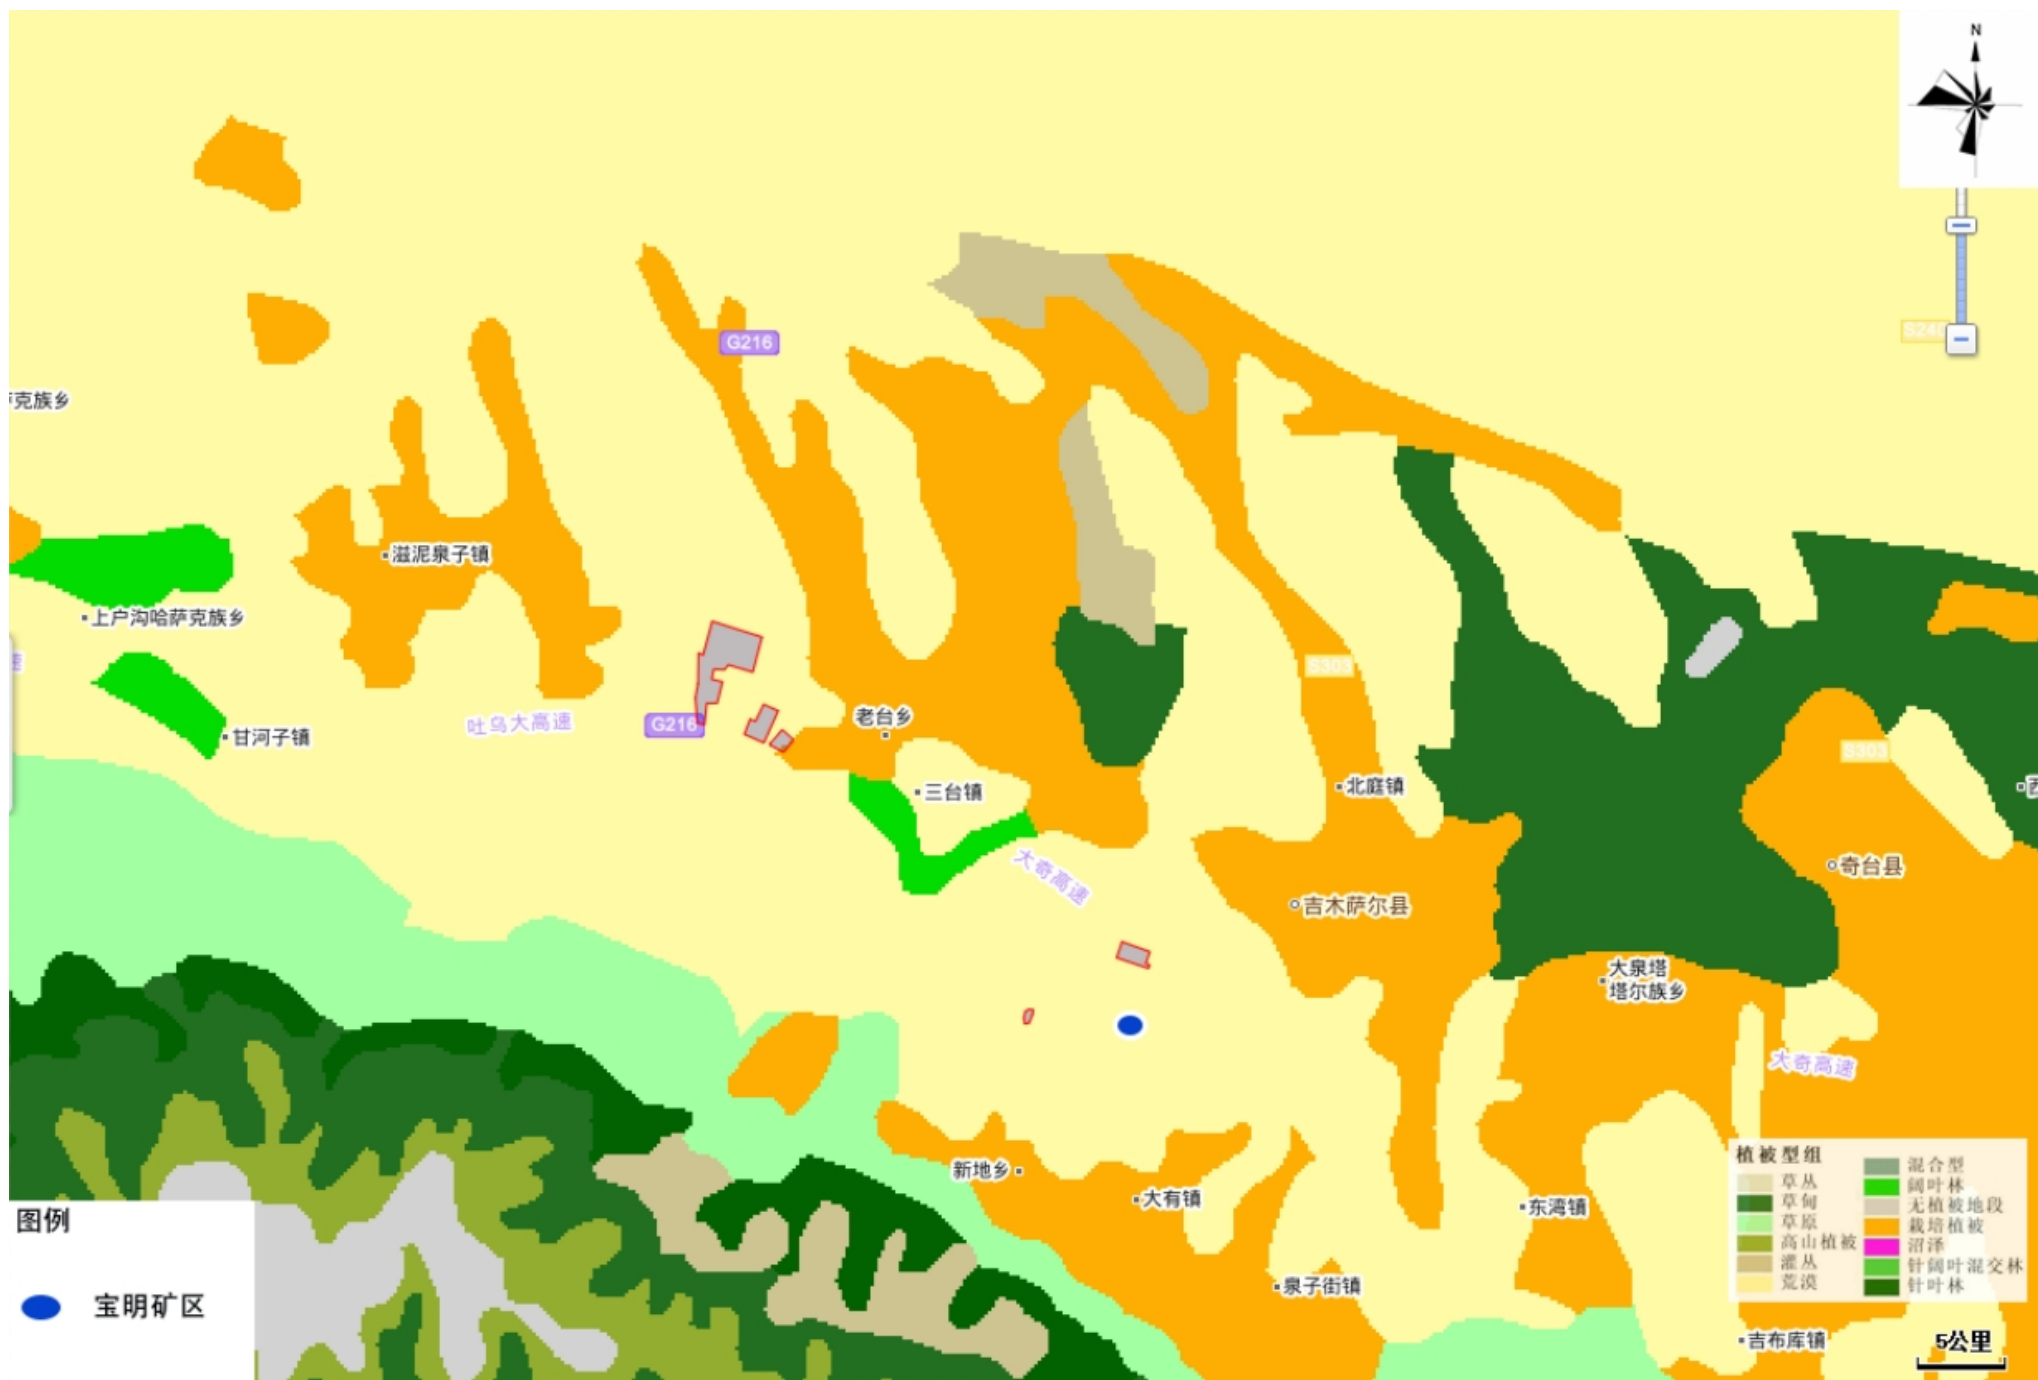 N
G216
S240
克族乡
滋泥泉子镇
上户沟哈萨克族乡
速
S303
甘河子镇
吐乌大高速
G216
老台乡
S303
三台镇
北庭镇
大奇高速
奇台县
吉木萨尔县
大泉塔
塔尔族乡
大奇高速
新地乡
大有镇
东湾镇
泉子街镇
吉布库镇
植被型组
草丛
草甸
草原
高山植被
灌丛
荒漠
混合型
阔叶林
无植被地段
栽培植被
沼泽
针阔叶混交林
针叶林
5公里
图例
宝明矿区